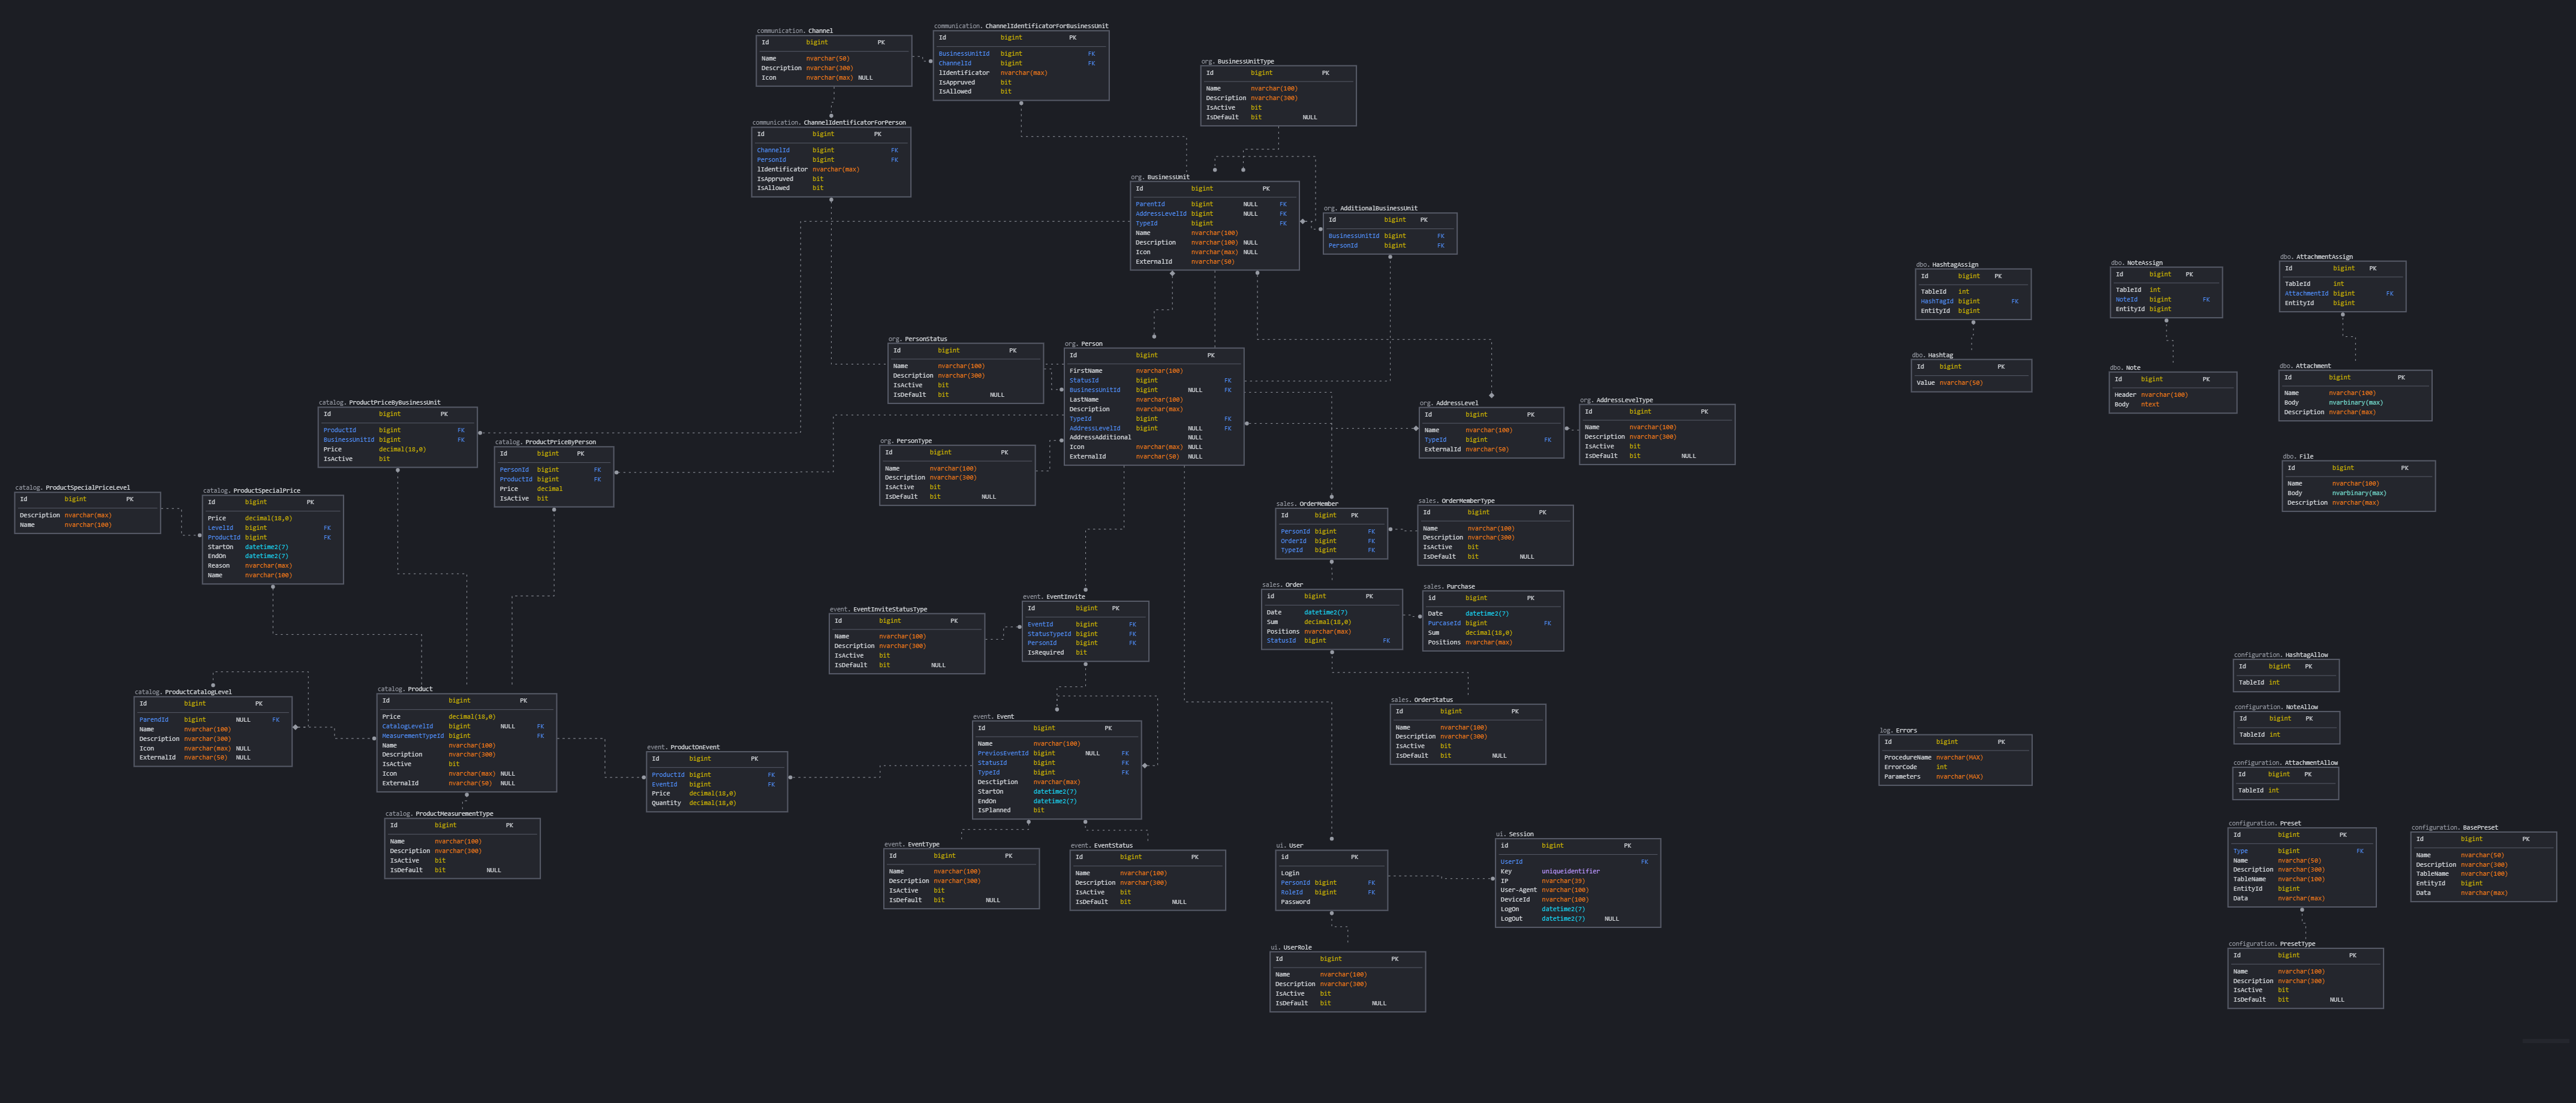 communication. Channel
Id bigint PK
Name nvarchar(50)
Description nvarchar(300)
Icon nvarchar(max) NULL
communication. ChannelIdentificatorForBusinessUnit
Id bigint PK
BusinessUnitId bigint FK
ChannelId bigint FK
lIdentificator nvarchar(max)
IsAppruved bit
IsAllowed bit
communication. ChannelIdentificatorForPerson
Id bigint PK
ChannelId bigint FK
PersonId bigint FK
lIdentificator nvarchar(max)
IsAppruved bit
IsAllowed bit
org. BusinessUnitType
Id bigint PK
Name nvarchar(100)
Description nvarchar(300)
IsActive bit
IsDefault bit NULL
org. BusinessUnit
Id bigint PK
ParentId bigint NULL FK
AddressLevelId bigint NULL FK
TypeId bigint FK
Name nvarchar(100)
Description nvarchar(100) NULL
Icon nvarchar(max) NULL
ExternalId nvarchar(50)
org. AdditionalBusinessUnit
Id bigint PK
BusinessUnitId bigint FK
PersonId bigint FK
dbo. HashtagAssign
Id bigint PK
TableId int
HashTagId bigint FK
EntityId bigint
dbo. NoteAssign
Id bigint PK
TableId int
NoteId bigint FK
EntityId bigint
dbo. AttachmentAssign
Id bigint PK
TableId int
AttachmentId bigint FK
EntityId bigint
org. PersonStatus
Id bigint PK
Name nvarchar(100)
Description nvarchar(300)
IsActive bit
IsDefault bit NULL
org. Person
Id bigint PK
FirstName nvarchar(100)
StatusId bigint FK
BusinessUnitId bigint NULL FK
LastName nvarchar(100)
Description nvarchar(max)
TypeId bigint FK
AddressLevelId bigint NULL FK
AddressAdditional NULL
Icon nvarchar(max) NULL
ExternalId nvarchar(50) NULL
dbo. Hashtag
Id bigint PK
Value nvarchar(50)
dbo. Note
Id bigint PK
Header nvarchar(100)
Body ntext
dbo. Attachment
Id bigint PK
Name nvarchar(100)
Body nvarbinary(max)
Description nvarchar(max)
catalog. ProductPriceByBusinessUnit
Id bigint PK
ProductId bigint FK
BusinessUnitId bigint FK
Price decimal(18,0)
IsActive bit
catalog. ProductPriceByPerson
Id bigint PK
PersonId bigint FK
ProductId bigint FK
Price decimal
IsActive bit
org. PersonType
Id bigint PK
Name nvarchar(100)
Description nvarchar(300)
IsActive bit
IsDefault bit NULL
org. AddressLevel
Id bigint PK
Name nvarchar(100)
TypeId bigint FK
ExternalId nvarchar(50)
org. AddressLevelType
Id bigint PK
Name nvarchar(100)
Description nvarchar(300)
IsActive bit
IsDefault bit NULL
dbo. File
Name nvarchar(100)
Body nvarbinary(max)
Description nvarchar(max)
catalog. ProductSpecialPriceLevel
Id bigint PK
Description nvarchar(max)
Name nvarchar(100)
catalog. ProductSpecialPrice
Id bigint PK
Price decimal(18,0)
LevelId bigint FK
ProductId bigint FK
StartOn datetime2(7)
EndOn datetime2(7)
Reason nvarchar(max)
Name nvarchar(100)
sales. OrderMember
Id bigint PK
PersonId bigint FK
OrderId bigint FK
TypeId bigint FK
sales. OrderMemberType
Id bigint PK
Name nvarchar(100)
Description nvarchar(300)
IsActive bit
IsDefault bit NULL
event. EventInviteStatusType
Id bigint PK
Name nvarchar(100)
Description nvarchar(300)
IsActive bit
IsDefault bit NULL
event. EventInvite
Id bigint PK
EventId bigint FK
StatusTypeId bigint FK
PersonId bigint FK
IsRequired bit
sales. Order
id bigint PK
Date datetime2(7)
Sum decimal(18,0)
Positions nvarchar(max)
StatusId bigint FK
sales. Purchase
id bigint PK
Date datetime2(7)
PurcaseId bigint FK
Sum decimal(18,0)
Positions nvarchar(max)
configuration. HashtagAllow
Id bigint PK
TableId int
catalog. ProductCatalogLevel
Id bigint PK
ParendId bigint NULL FK
Name nvarchar(100)
Description nvarchar(300)
Icon nvarchar(max) NULL
ExternalId nvarchar(50) NULL
catalog. Product
Id bigint PK
Price decimal(18,0)
CatalogLevelId bigint NULL FK
MeasurementTypeId bigint FK
Name nvarchar(100)
Description nvarchar(300)
IsActive bit
Icon nvarchar(max) NULL
ExternalId nvarchar(50) NULL
event. ProductOnEvent
Id bigint PK
ProductId bigint FK
EventId bigint FK
Price decimal(18,0)
Quantity decimal(18,0)
event. Event
Id bigint PK
Name nvarchar(100)
PreviosEventId bigint NULL FK
StatusId bigint FK
TypeId bigint FK
Desctiption nvarchar(max)
StartOn datetime2(7)
EndOn datetime2(7)
IsPlanned bit
sales. OrderStatus
Id bigint PK
Name nvarchar(100)
Description nvarchar(300)
IsActive bit
IsDefault bit NULL
log. Errors
Id bigint PK
ProcedureName nvarchar(MAX)
ErrorCode int
Parameters nvarchar(MAX)
configuration. NoteAllow
Id bigint PK
TableId int
configuration. AttachmentAllow
Id bigint PK
TableId int
catalog. ProductMeasurementType
Id bigint PK
Name nvarchar(100)
Description nvarchar(300)
IsActive bit
IsDefault bit NULL
event. EventType
Id bigint PK
Name nvarchar(100)
Description nvarchar(300)
IsActive bit
IsDefault bit NULL
event. EventStatus
Id bigint PK
Name nvarchar(100)
Description nvarchar(300)
IsActive bit
IsDefault bit NULL
ui. User
id PK
Login
PersonId bigint FK
RoleId bigint FK
Password
ui. Session
id bigint PK
UserId FK
Key uniqueidentifier
IP nvarchar(39)
User-Agent nvarchar(100)
DeviceId nvarchar(100)
LogOn datetime2(7)
LogOut datetime2(7) NULL
configuration. Preset
Id bigint PK
Type bigint FK
Name nvarchar(50)
Description nvarchar(300)
TableName nvarchar(100)
EntityId bigint
Data nvarchar(max)
configuration. BasePreset
Id bigint PK
Name nvarchar(50)
Description nvarchar(300)
TableName nvarchar(100)
EntityId bigint
Data nvarchar(max)
ui. UserRole
Id bigint PK
Name nvarchar(100)
Description nvarchar(300)
IsActive bit
IsDefault bit NULL
configuration. PresetType
Id bigint PK
Name nvarchar(100)
Description nvarchar(300)
IsActive bit
IsDefault bit NULL